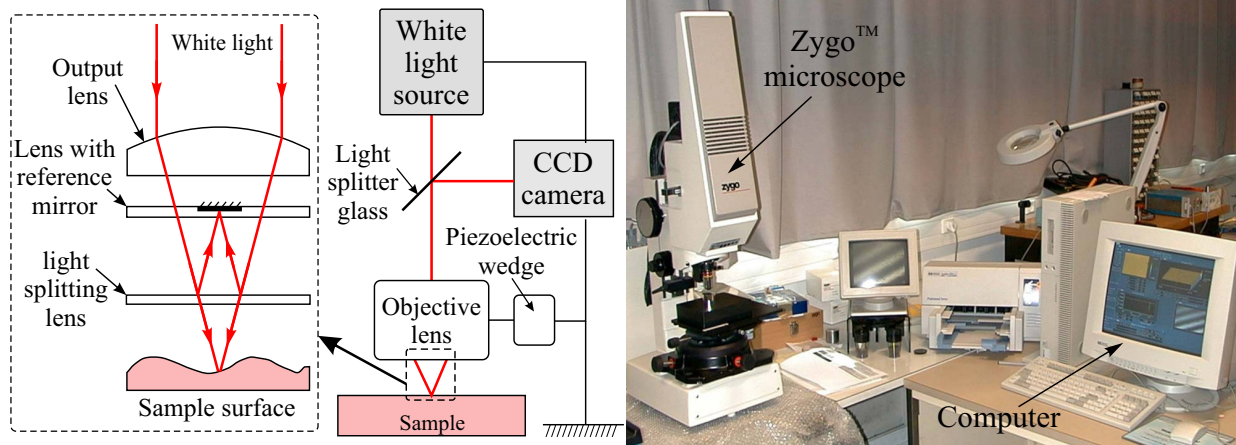 White light
Output
lens
Lens with
reference
mirror
light
splitting
lens
Sample surface
White
light
source
Light
splitter
glass
CCD
camera
Piezoelectric
wedge
Objective
lens
Sample
Zygo™
microscope
zygo
Computer